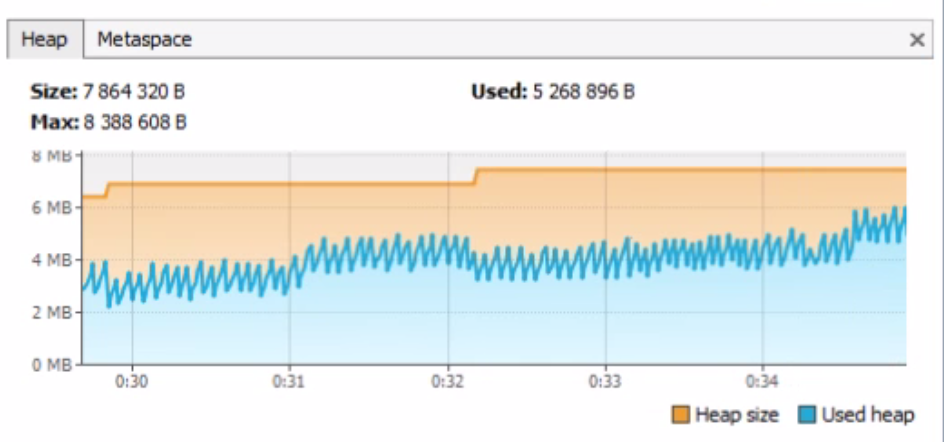 Heap Metaspace ×
Size: 7 864 320 B Used: 5 268 896 B
Max: 8 388 608 B
8 MB
6 MB
4 MB
2 MB
0 MB
0:30 0:31 0:32 0:33 0:34
Heap size Used heap